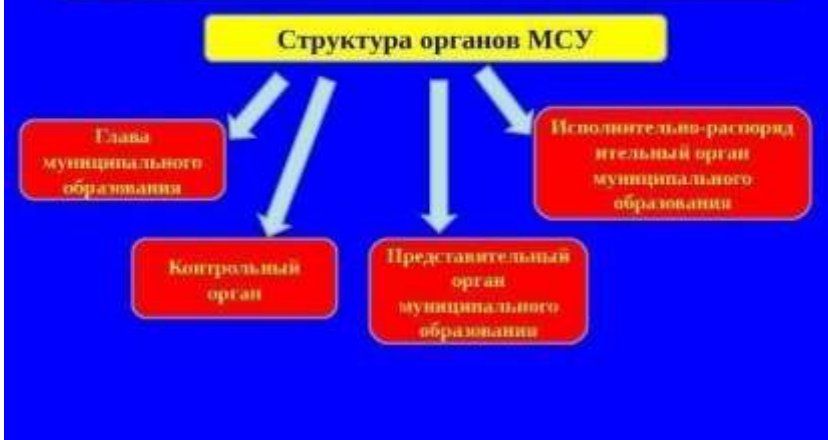 Структура органов МСУ
Глава
муниципального
образования
Исполнительно-распоряд
ительный орган
муниципального
образования
Контрольный
орган
Представительный
орган
муниципального
образования